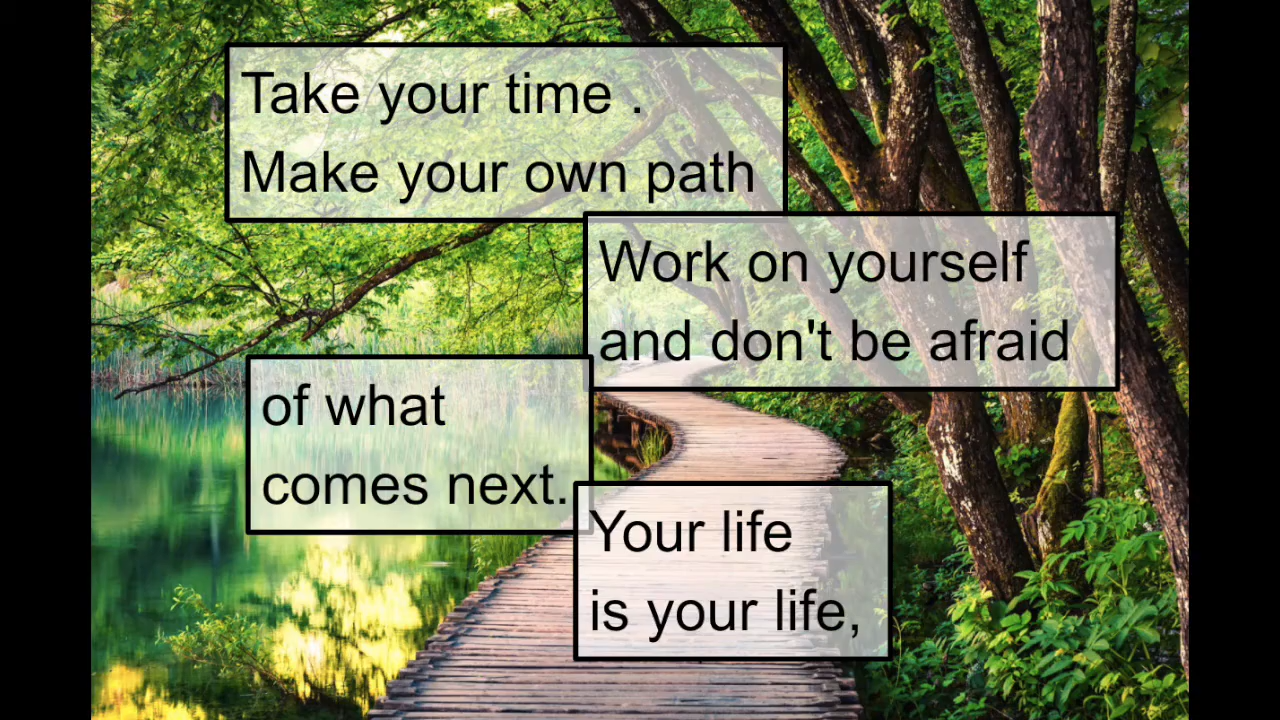 Take your time .
Make your own path
Work on yourself
and don't be afraid
of what
comes next.
Your life
is your life,